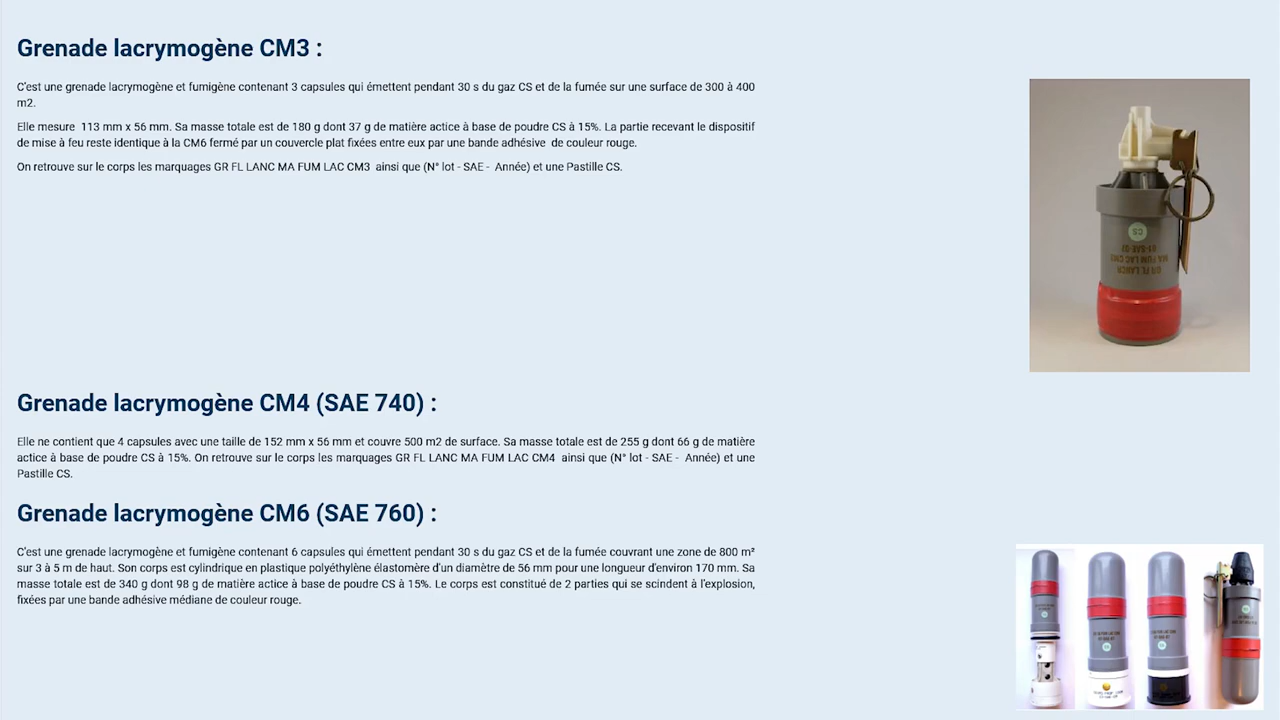 Grenade lacrymogène CM3 :
C'est une grenade lacrymogène et fumigène contenant 3 capsules qui émettent pendant 30 s du gaz CS et de la fumée sur une surface de 300 à 400
m2.
Elle mesure 113 mm x 56 mm. Sa masse totale est de 180 g dont 37 g de matière actice à base de poudre CS à 15%. La partie recevant le dispositif
de mise à feu reste identique à la CM6 fermé par un couvercle plat fixées entre eux par une bande adhésive de couleur rouge.
On retrouve sur le corps les marquages GR FL LANC MA FUM LAC CM3 ainsi que (N° lot - SAE - Année) et une Pastille CS.
CS
MA FUM LAC CM3
GR FL LANCR
Grenade lacrymogène CM4 (SAE 740) :
Elle ne contient que 4 capsules avec une taille de 152 mm x 56 mm et couvre 500 m2 de surface. Sa masse totale est de 255 g dont 66 g de matière
actice à base de poudre CS à 15%. On retrouve sur le corps les marquages GR FL LANC MA FUM LAC CM4 ainsi que (N° lot - SAE - Année) et une
Pastille CS.
Grenade lacrymogène CM6 (SAE 760) :
C'est une grenade lacrymogène et fumigène contenant 6 capsules qui émettent pendant 30 s du gaz CS et de la fumée couvrant une zone de 800 m²
sur 3 à 5 m de haut. Son corps est cylindrique en plastique polyéthylène élastomère d'un diamètre de 56 mm pour une longueur d'environ 170 mm. Sa
masse totale est de 340 g dont 98 g de matière actice à base de poudre CS à 15%. Le corps est constitué de 2 parties qui se scindent à l'explosion,
fixées par une bande adhésive médiane de couleur rouge.